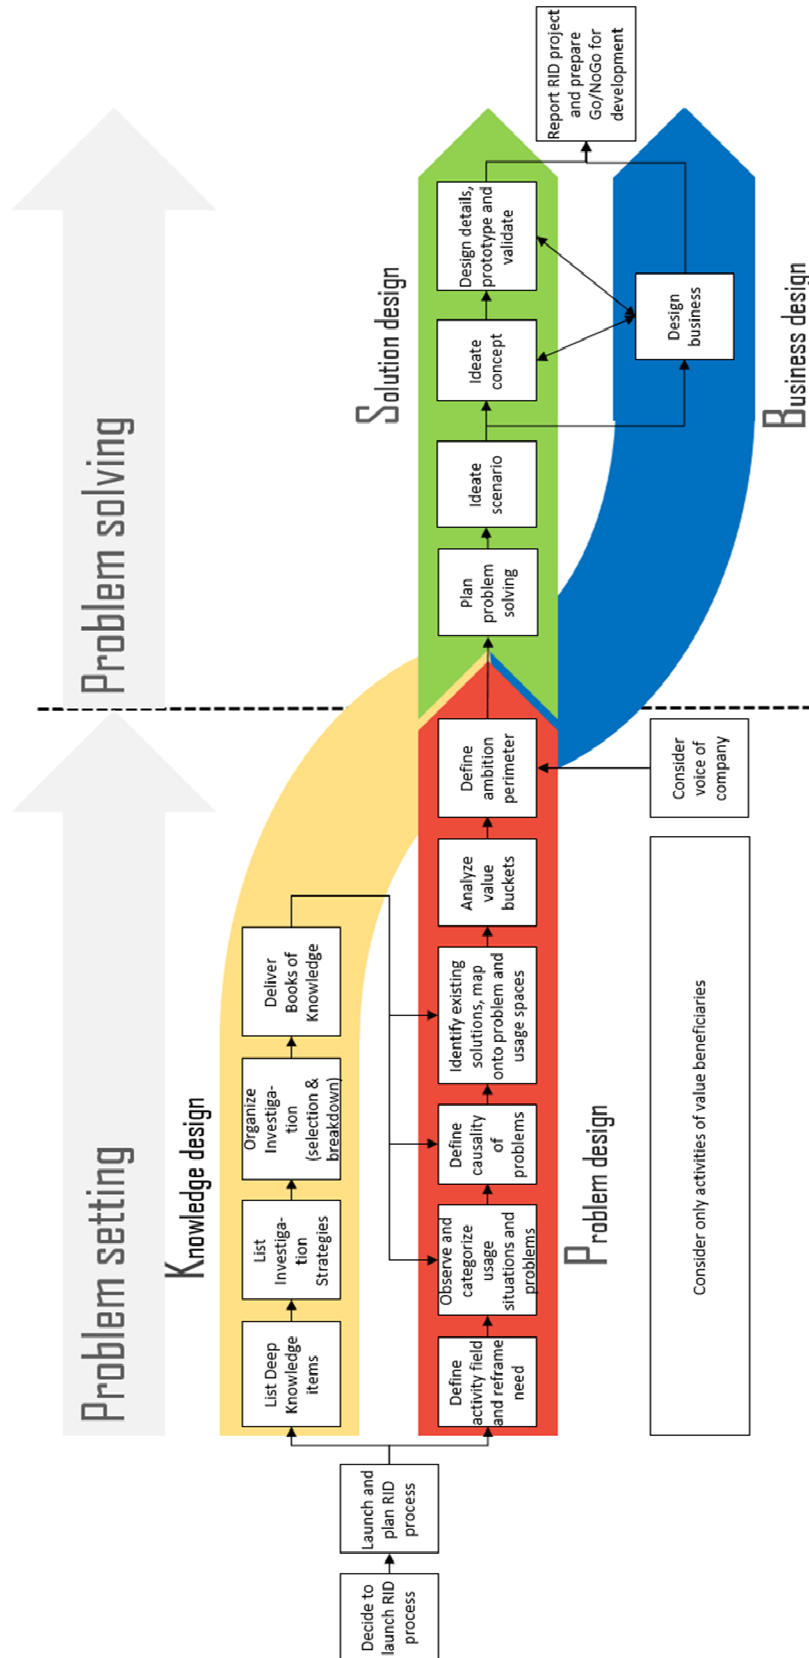 Problem setting
Problem solving
Knowledge design
Solution design
Decide to
launch RID
process
Launch and
plan RID
process
List Deep
Knowledge
items
List
Investiga-
tion
Strategies
Organize
Investiga-
tion
(selection &
breakdown)
Deliver
Books of
Knowledge
Define
activity field
and reframe
need
Observe and
categorize
usage
situations and
problems
Define
causality
of
problems
Identify existing
solutions, map
onto problem and
usage spaces
Analyze
value
buckets
Define
ambition
perimeter
Plan
problem
solving
Ideate
scenario
Ideate
concept
Design details,
prototype and
validate
Report RID project
and prepare
Go/NoGo for
development
Design
business
Problem design
Business design
Consider only activities of value beneficiaries
Consider
voice of
company